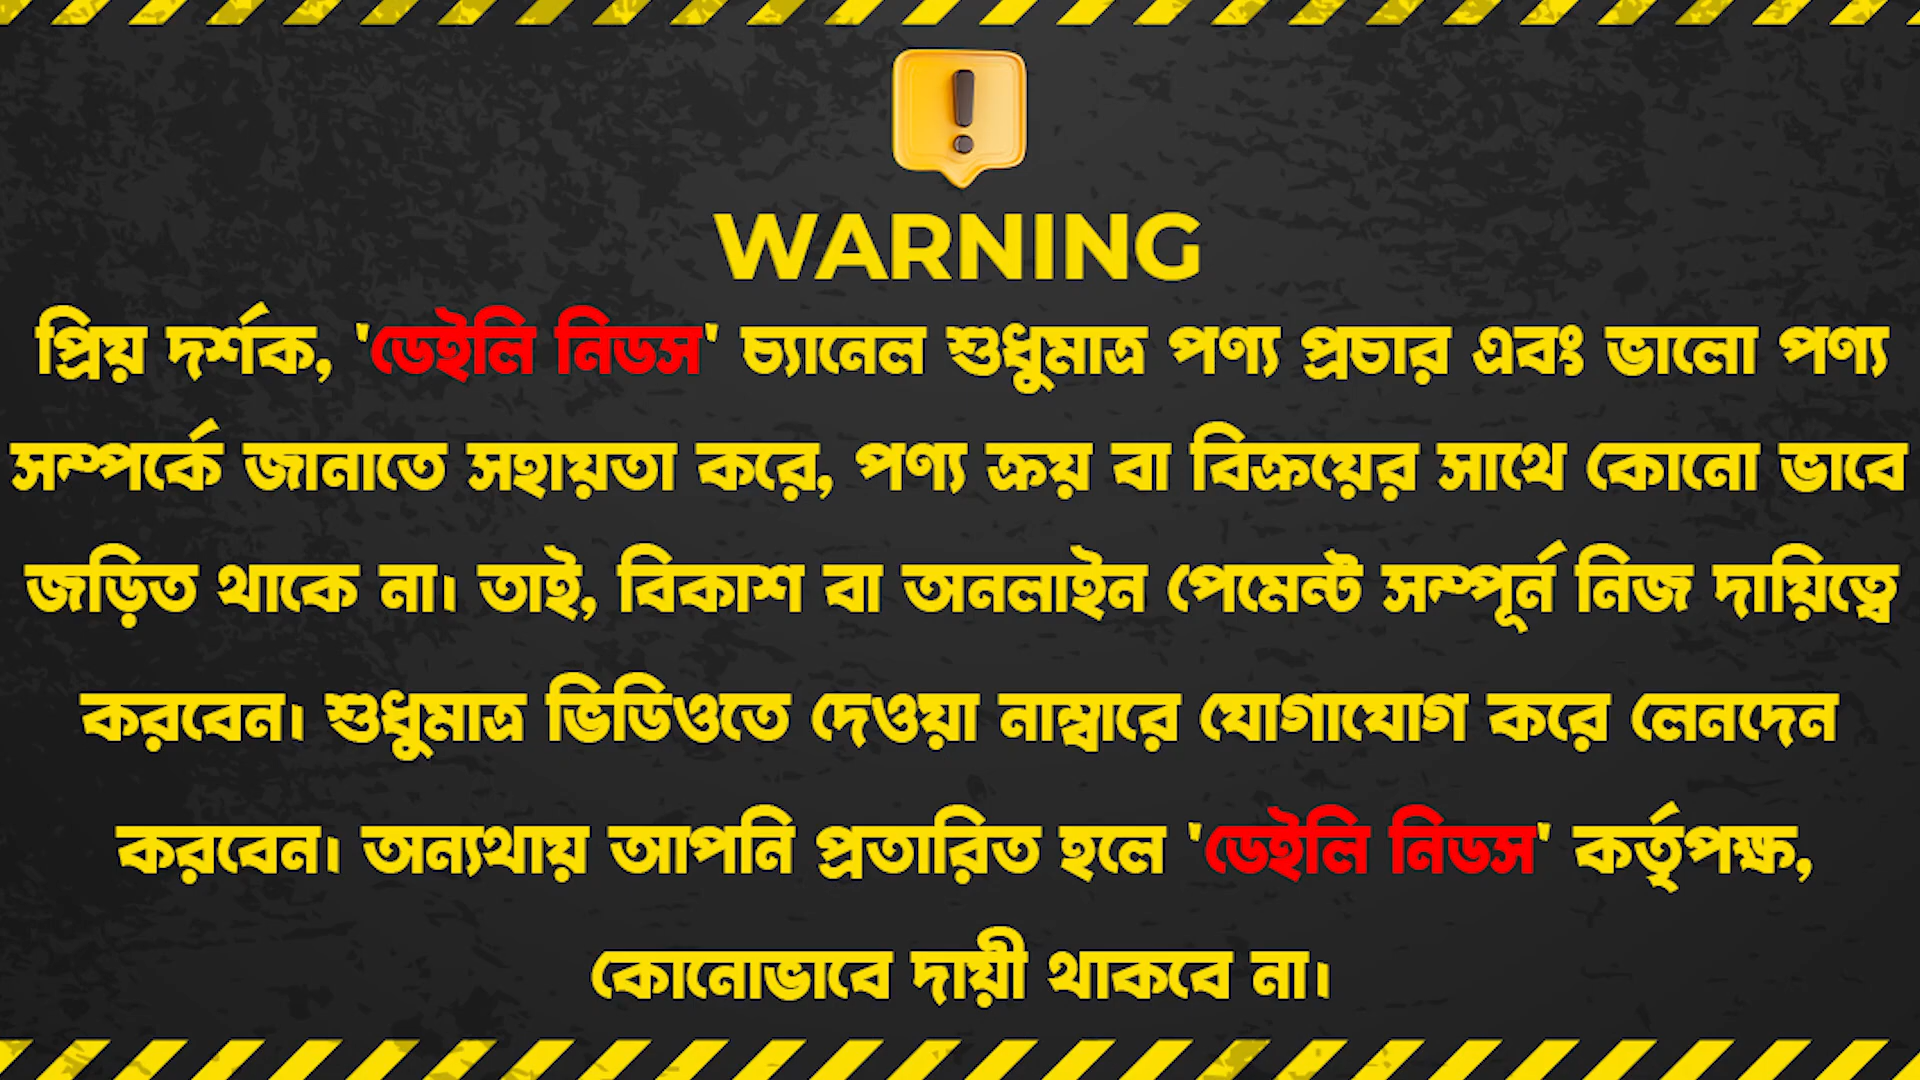 WARNING
প্রিয় দর্শক, 'ডেইলি নিডস' চ্যানেল শুধুমাত্র পণ্য প্রচার এবং ভালো পণ্য
সম্পর্কে জানাতে সহায়তা করে, পণ্য ক্রয় বা বিক্রয়ের সাথে কোনো ভাবে
জড়িত থাকে না। তাই, বিকাশ বা অনলাইন পেমেন্ট সম্পূর্ন নিজ দায়িত্বে
করবেন। শুধুমাত্র ভিডিওতে দেওয়া নাম্বারে যোগাযোগ করে লেনদেন
করবেন। অন্যথায় আপনি প্রতারিত হলে 'ডেইলি নিডস' কর্তৃপক্ষ,
কোনোভাবে দায়ী থাকবে না।